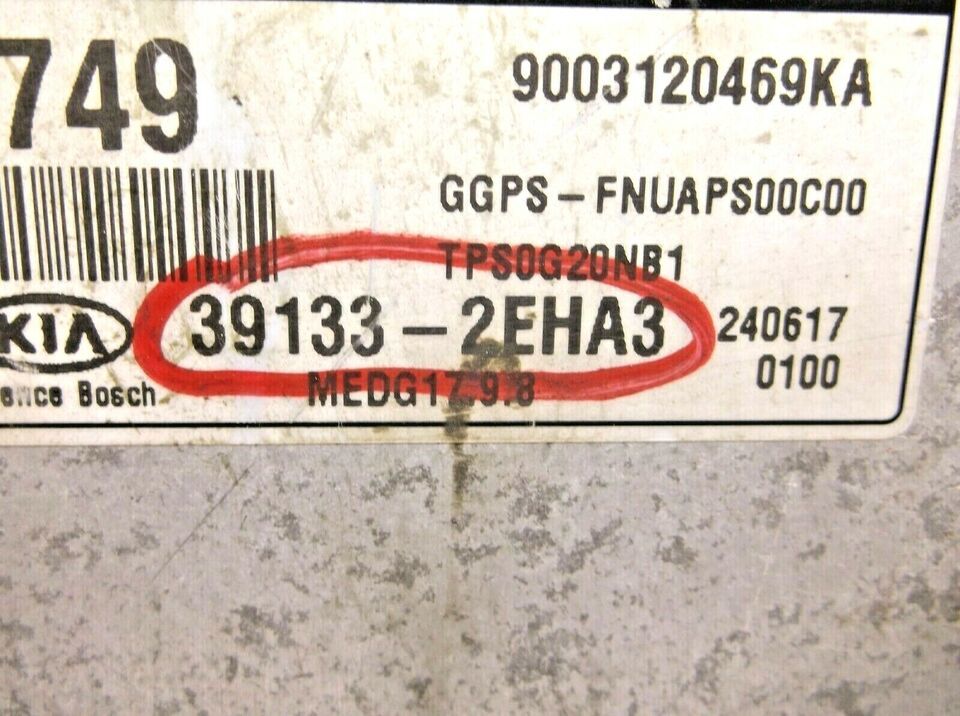 749
9003120469KA
GGPS-FNUAPS00C00
TPS0G20NB1
KIA
39133-2EHA3
240617
ence Bosch
MEDG17.9.8
0100